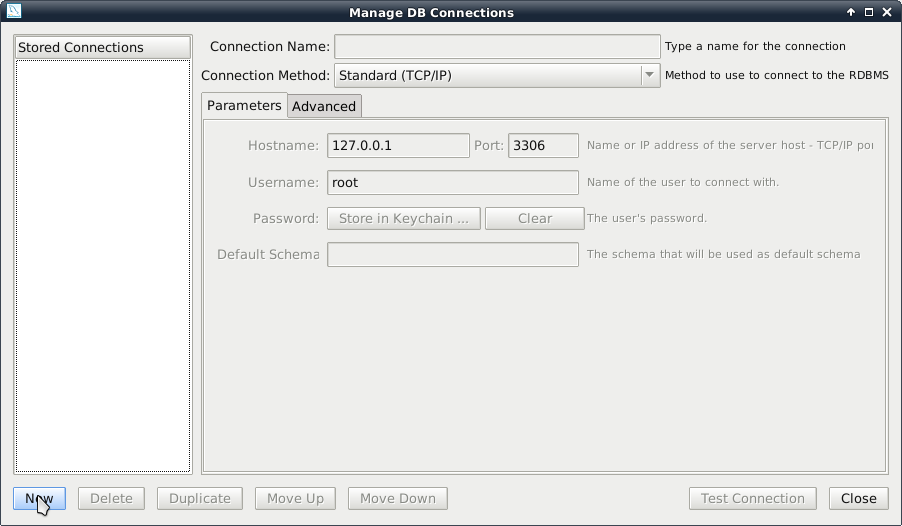 Manage DB Connections
Stored Connections
Connection Name:
Type a name for the connection
Connection Method: Standard (TCP/IP)
Method to use to connect to the RDBMS
Parameters Advanced
Hostname: 127.0.0.1 Port: 3306 Name or IP address of the server host - TCP/IP por
Username: root Name of the user to connect with.
Password: Store in Keychain ... Clear The user's password.
Default Schema The schema that will be used as default schema
New Delete Duplicate Move Up Move Down Test Connection Close